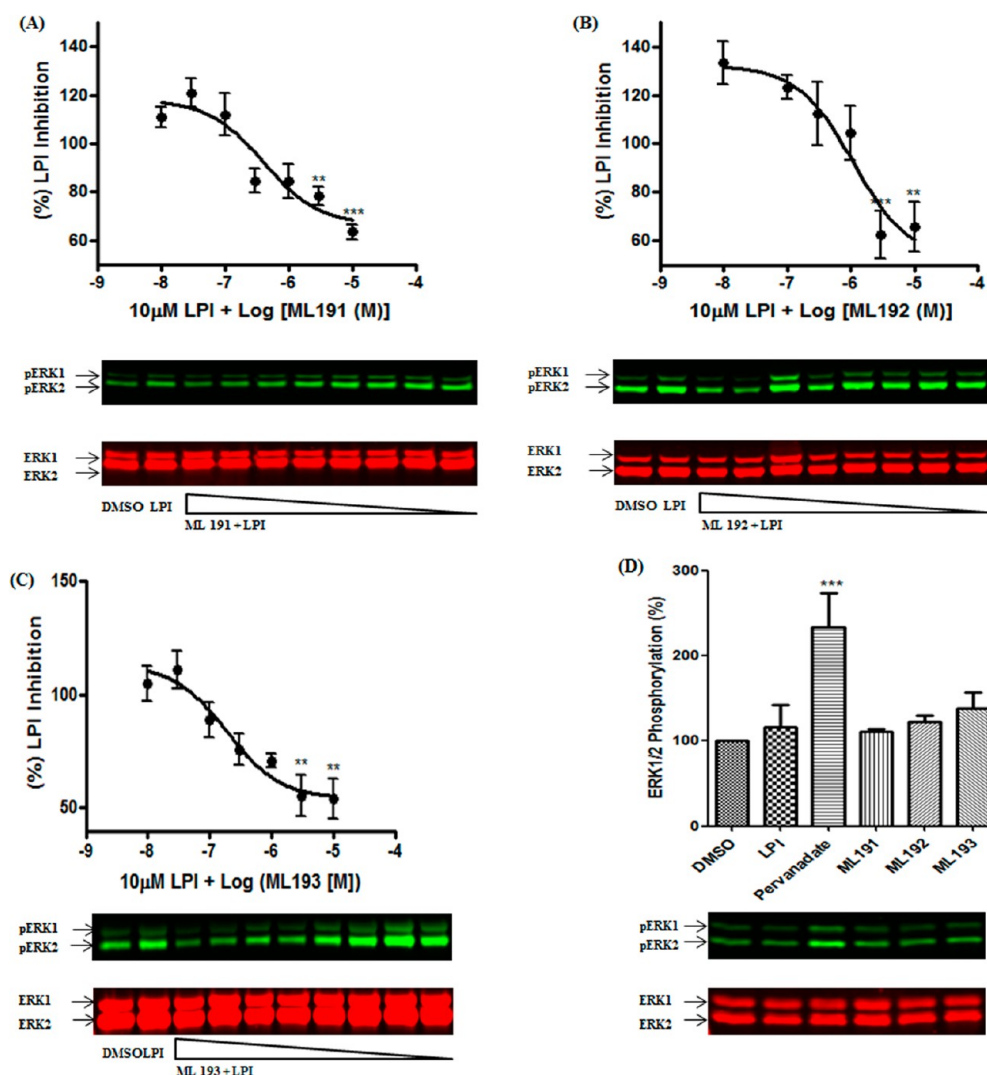 (A)
140
120
100
80
60
(%) LPI Inhibition
**
***
-9 -8 -7 -6 -5 -4
10μM LPI + Log [ML191 (M)]
pERK1
pERK2
ERK1
ERK2
DMSO LPI
ML 191+LPI
(B)
140
120
100
80
60
(%) LPI Inhibition
***
**
-9 -8 -7 -6 -5 -4
10μM LPI + Log [ML192 (M)]
pERK1
pERK2
ERK1
ERK2
DMSO LPI
ML 192+LPI
(C)
150
100
50
(%) LPI Inhibition
**
**
-9 -8 -7 -6 -5 -4
10μM LPI + Log (ML193 [M])
pERK1
pERK2
ERK1
ERK2
DMSOLPI
ML 193+LPI
(D)
300
200
100
0
ERK1/2 Phosphorylation (%)
***
DMSO LPI Pervanadate ML191 ML192 ML193
pERK1
pERK2
ERK1
ERK2